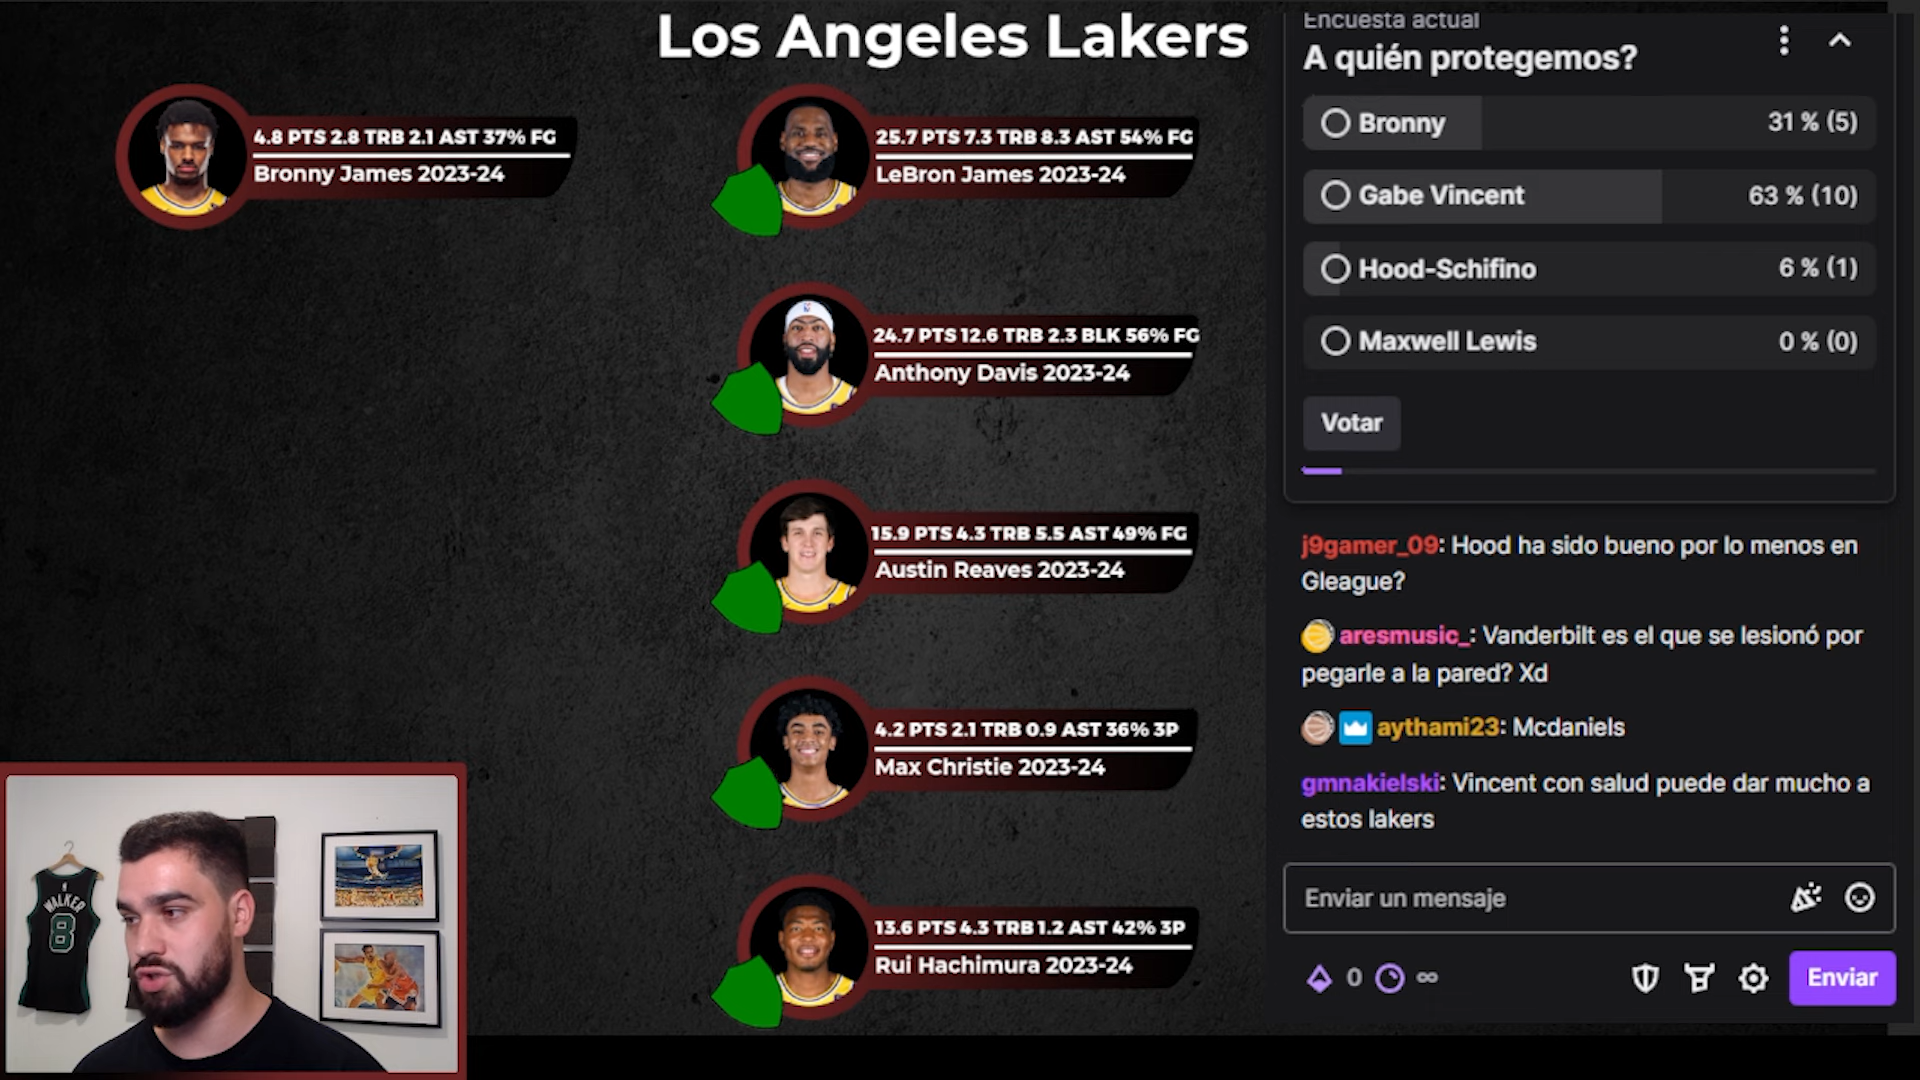 Los Angeles Lakers
4.8 PTS 2.8 TRB 2.1 AST 37% FG
Bronny James 2023-24
25.7 PTS 7.3 TRB 8.3 AST 54% FG
LeBron James 2023-24
24.7 PTS 12.6 TRB 2.3 BLK 56% FG
Anthony Davis 2023-24
15.9 PTS 4.3 TRB 5.5 AST 49% FG
Austin Reaves 2023-24
4.2 PTS 2.1 TRB 0.9 AST 36% 3P
Max Christie 2023-24
13.6 PTS 4.3 TRB 1.2 AST 42% 3P
Rui Hachimura 2023-24
WALKER
8
Encuesta actual
A quién protegemos?
Bronny 31 % (5)
Gabe Vincent 63 % (10)
Hood-Schifino 6 % (1)
Maxwell Lewis 0 % (0)
Votar
j9gamer_09: Hood ha sido bueno por lo menos en
Gleague?
aresmusic_: Vanderbilt es el que se lesionó por
pegarle a la pared? Xd
aythami23: Mcdaniels
gmnakielski: Vincent con salud puede dar mucho a
estos lakers
Enviar un mensaje
0 ∞
Enviar